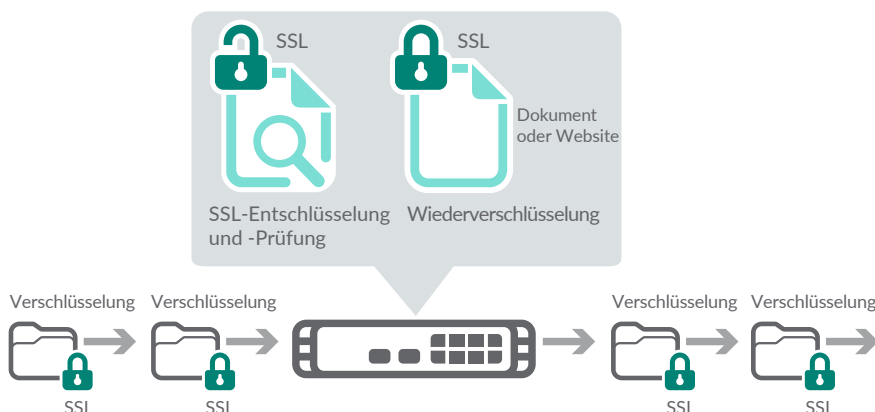 SSL
SSL
Dokument
oder Website
SSL-Entschlüsselung
und -Prüfung
Wiederverschlüsselung
Verschlüsselung
Verschlüsselung
Verschlüsselung
Verschlüsselung
SSL
SSL
SSL
SSL